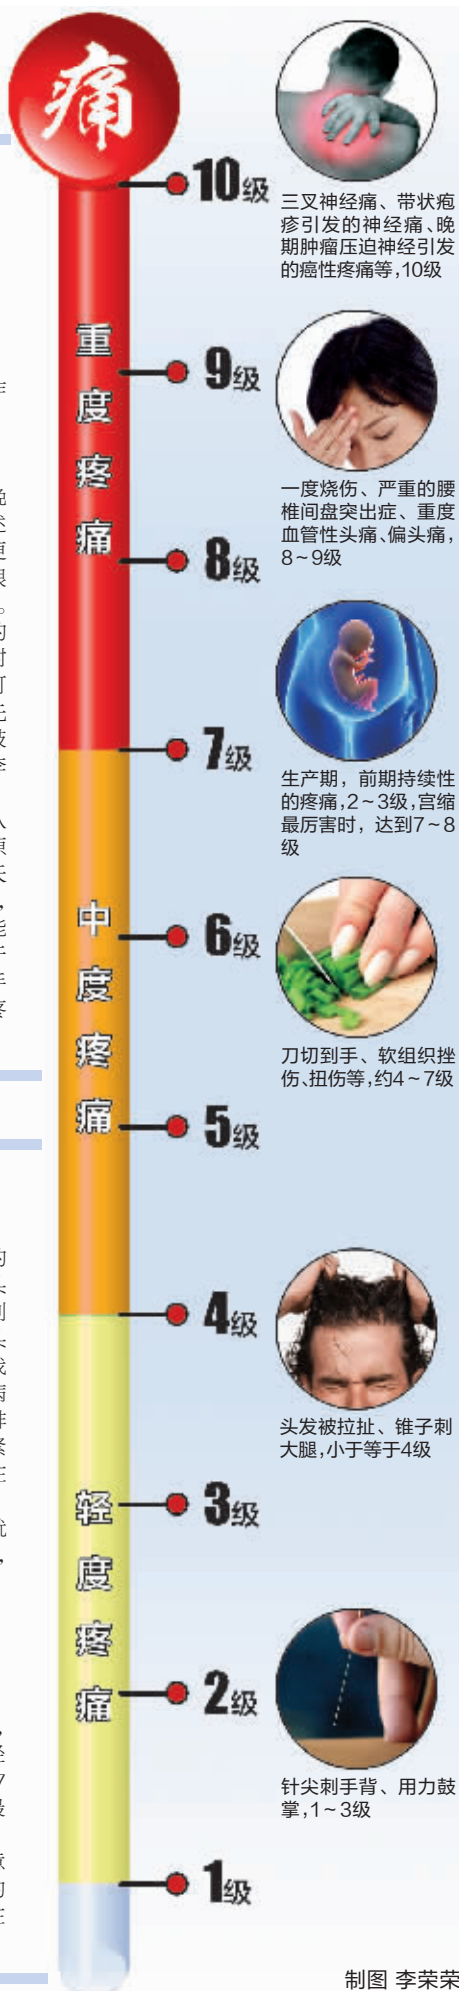 痛
10级
三叉神经痛、带状疱
疹引发的神经痛、晚
期肿瘤压迫神经引发
的癌性疼痛等,10级
重度疼痛
9级
一度烧伤、严重的腰
椎间盘突出症、重度
血管性头痛、偏头痛,
8~9级
8级
7级
生产期，前期持续性
的疼痛,2~3级,宫缩
最厉害时，达到7~8
级
中度疼痛
6级
刀切到手、软组织挫
伤、扭伤等,约4~7级
5级
4级
头发被拉扯、锥子刺
大腿,小于等于4级
轻度疼痛
3级
2级
针尖刺手背、用力鼓
掌,1~3级
1级
制图 李荣荣